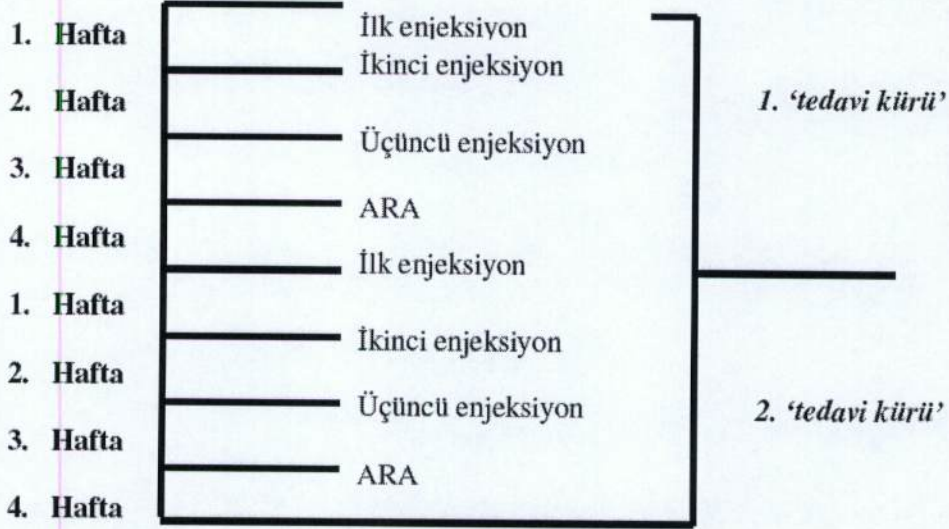 1. Hafta
İlk enjeksiyon
İkinci enjeksiyon
2. Hafta
1. ‘tedavi kürü’
Üçüncü enjeksiyon
3. Hafta
ARA
4. Hafta
İlk enjeksiyon
1. Hafta
İkinci enjeksiyon
2. Hafta
Üçüncü enjeksiyon
2. ‘tedavi kürü’
3. Hafta
ARA
4. Hafta